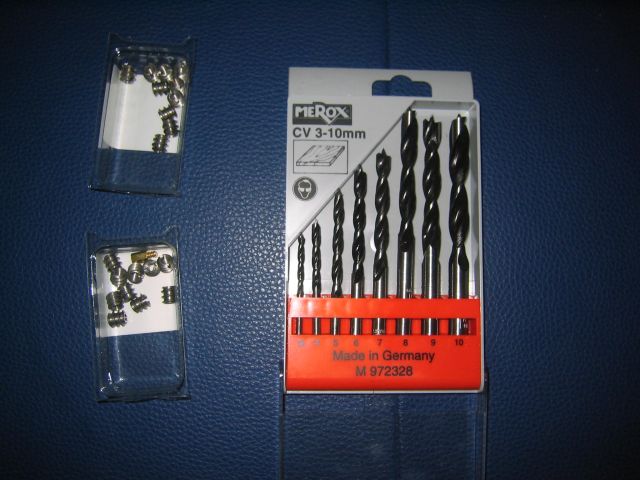 MEROX
CV 3-10mm
3 4 5 6 7 8 9 10
Made in Germany
M 972328